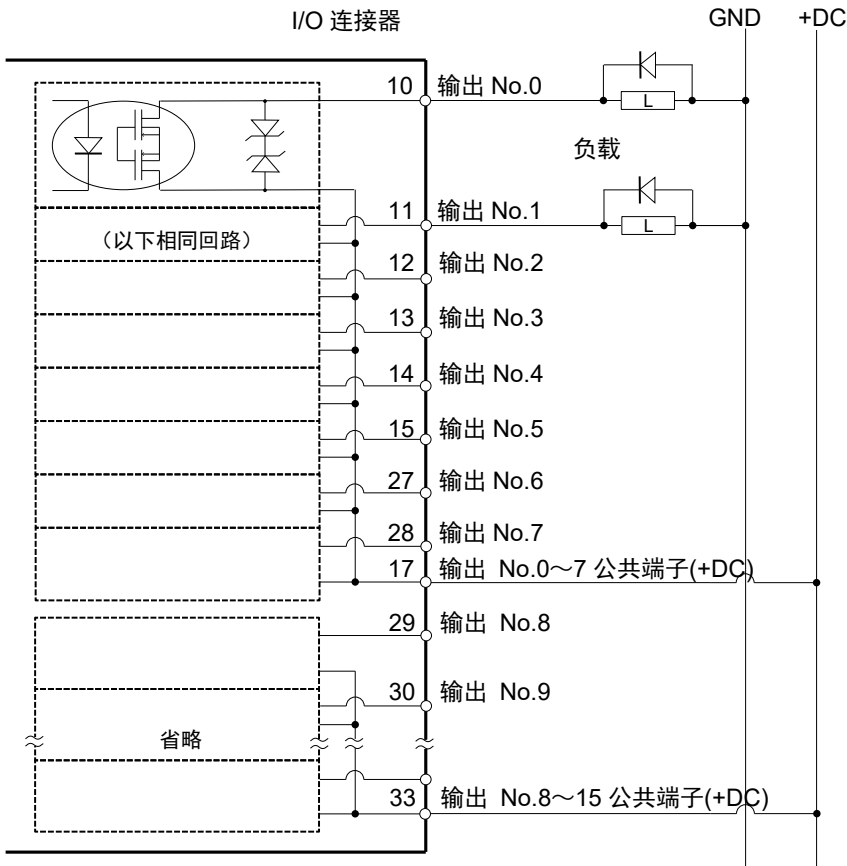 I/O 连接器
GND +DC
10 输出 No.0
L
负载
11 输出 No.1
L
（以下相同回路）
12 输出 No.2
13 输出 No.3
14 输出 No.4
15 输出 No.5
27 输出 No.6
28 输出 No.7
17 输出 No.0～7 公共端子(+DC)
29 输出 No.8
30 输出 No.9
省略
33 输出 No.8～15 公共端子(+DC)